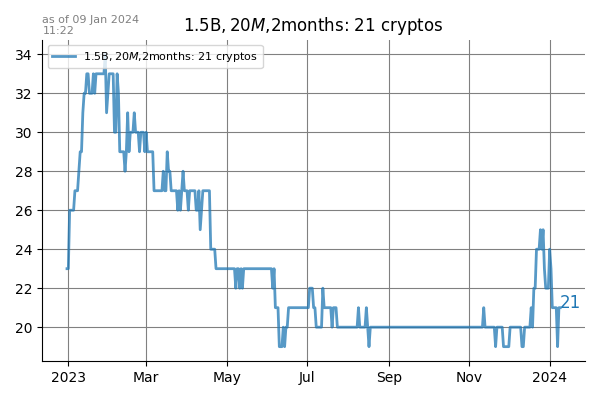 as of 09 Jan 2024
11:22
1.5B, 20M,2months: 21 cryptos
1.5B, 20M,2months: 21 cryptos
34
32
30
28
26
24
22
20
21
2023
Mar
May
Jul
Sep
Nov
2024